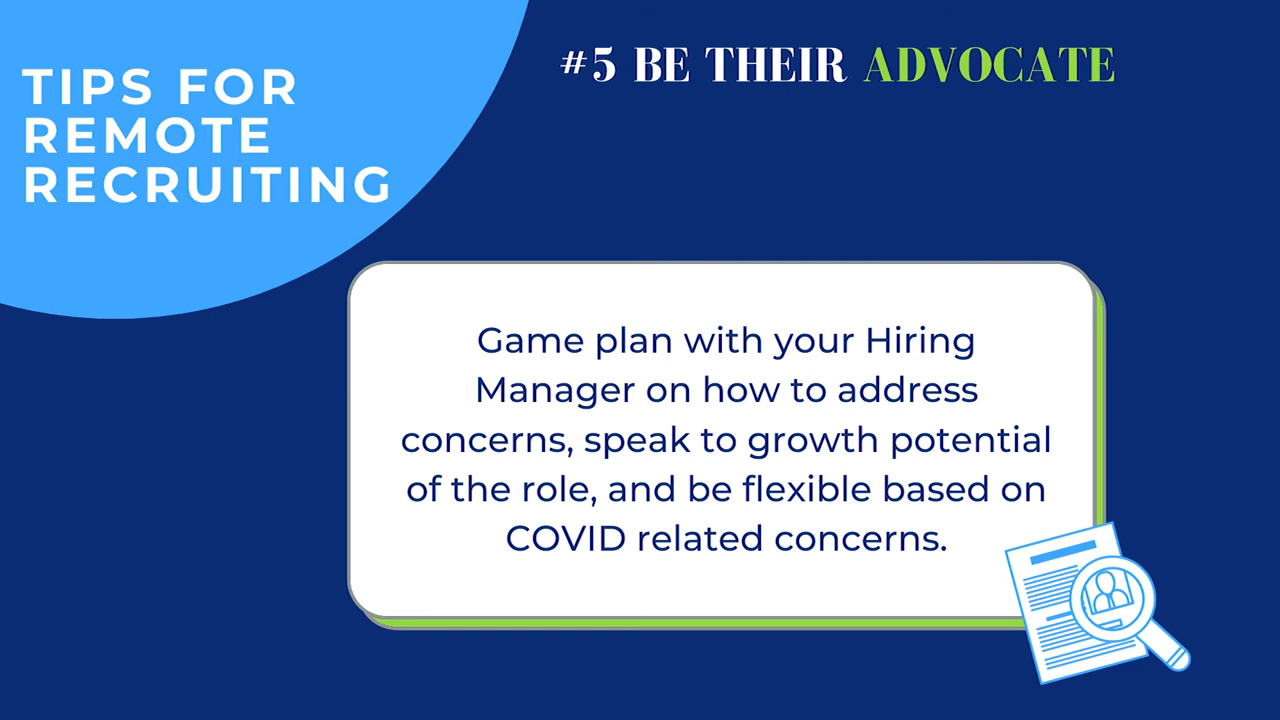 TIPS FOR
REMOTE
RECRUITING
#5 BE THEIR ADVOCATE
Game plan with your Hiring
Manager on how to address
concerns, speak to growth potential
of the role, and be flexible based on
COVID related concerns.